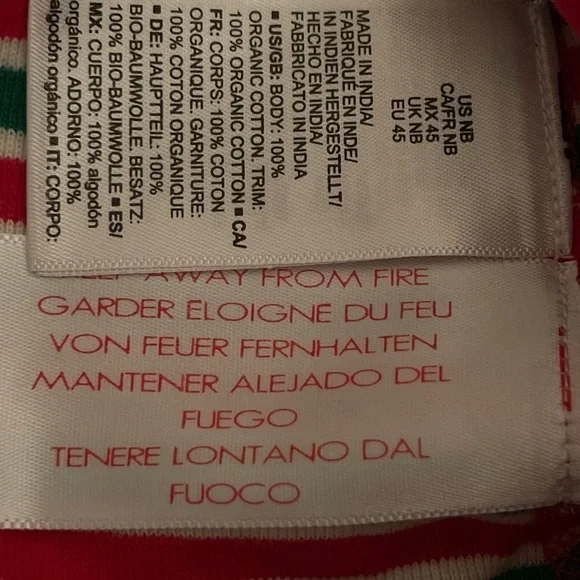 US NB
CA/FR NB
MX 45
UK NB
EU 45
MADE IN INDIA/
FABRIQUÉ EN INDE/
IN INDIEN HERGESTELLT/
HECHO EN INDIA/
FABBRICATO IN INDIA
■ US/GB: BODY: 100%
ORGANIC COTTON. TRIM:
100% ORGANIC COTTON ■ CA/
FR: CORPS: 100% COTON
ORGANIQUE. GARNITURE:
100% COTON ORGANIQUE
■ DE: HAUPTTEIL: 100%
BIO-BAUMWOLLE. BESATZ:
100% BIO-BAUMWOLLE ■ ES/
MX: CUERPO: 100% algodón
orgánico. ADORNO: 100%
algodón orgánico ■ IT: CORPO:
KEEP AWAY FROM FIRE
GARDER ELOIGNE DU FEU
VON FEUER FERNHALTEN
MANTENER ALEJADO DEL
FUEGO
TENERE LONTANO DAL
FUOCO